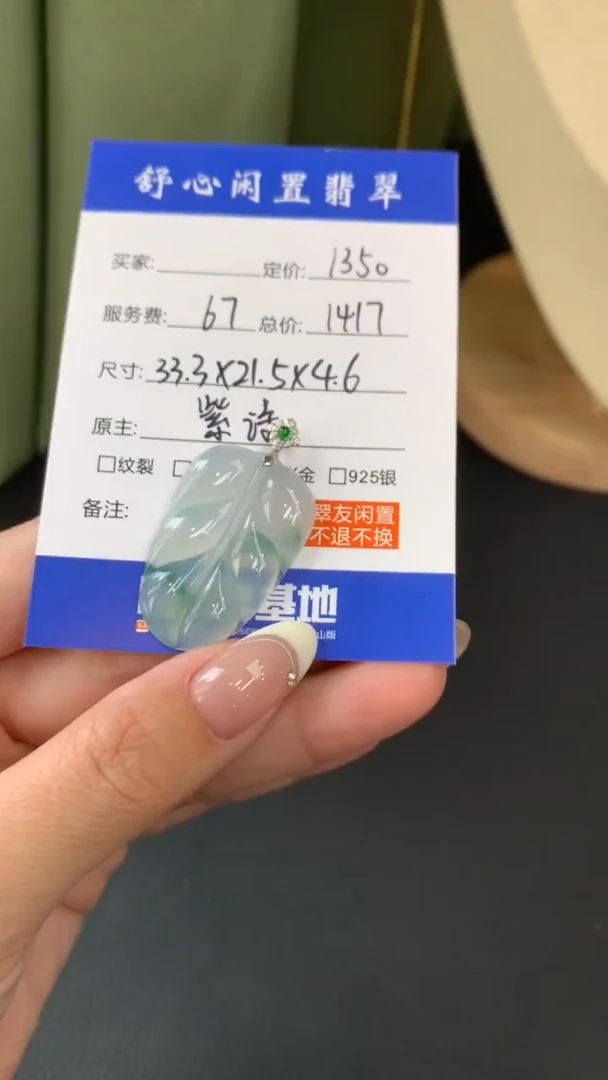 舒心闲置翡翠
买家: 定价: 1350
服务费: 67 总价: 1417
尺寸: 33.3X21.5X4.6
原主: 紫诗
□纹裂 □ 金 □925银
备注: 翠友闲置
不退不换
基地
山版